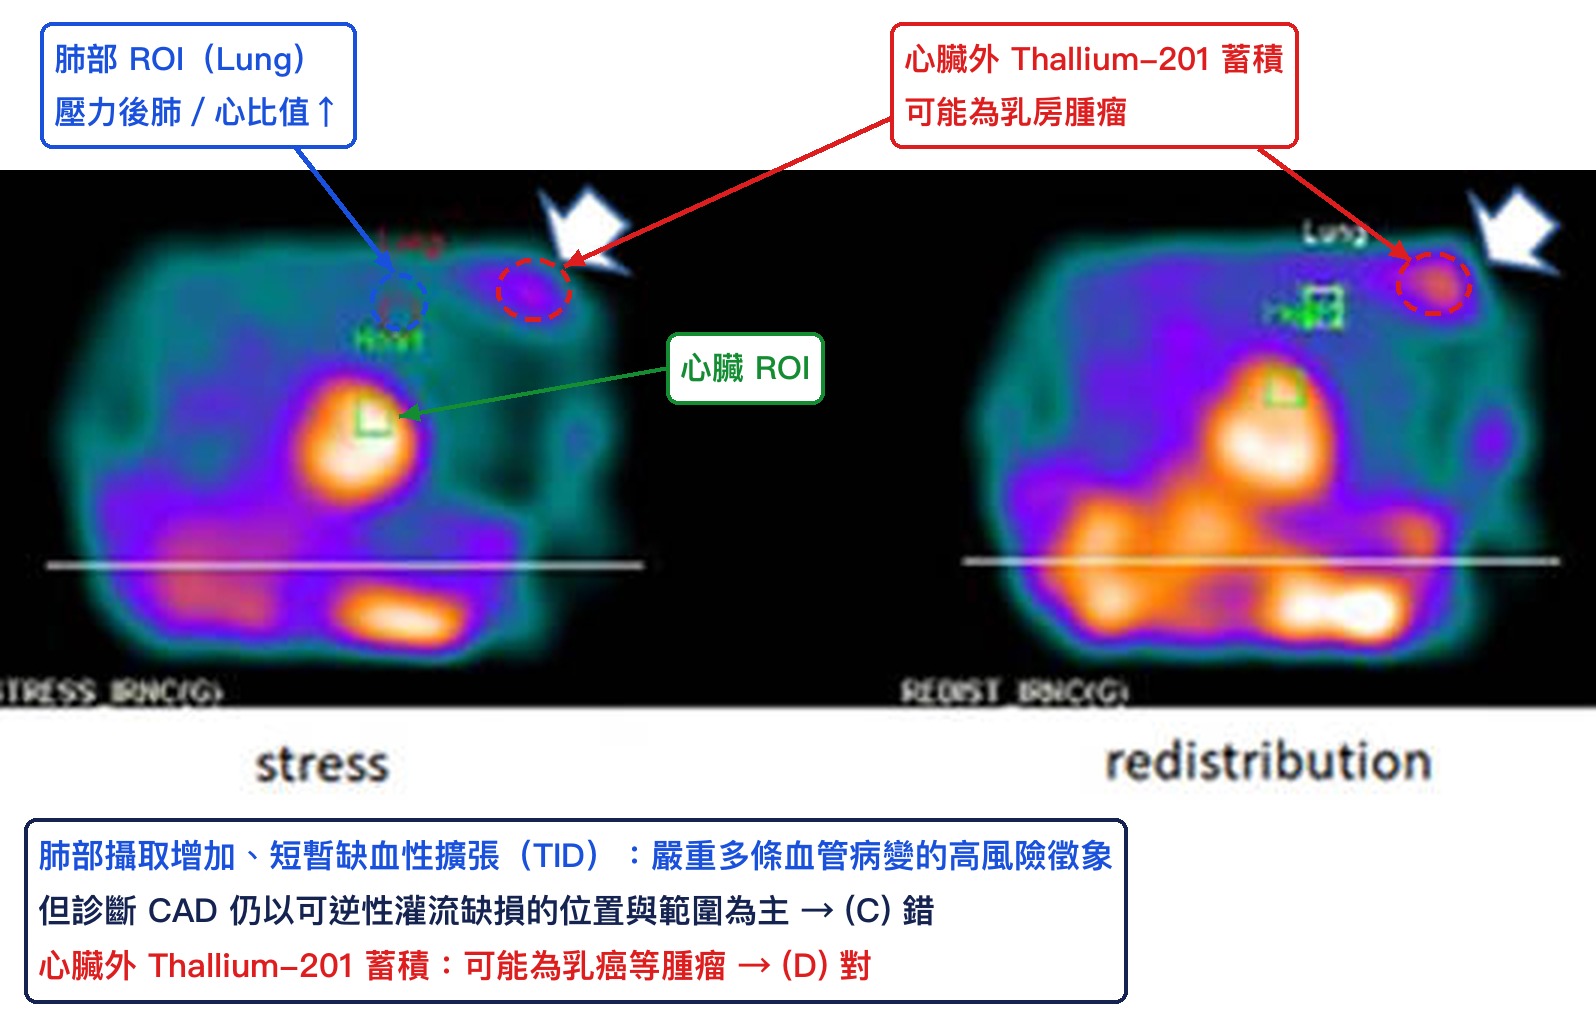 肺部 ROI（Lung）
壓力後肺 / 心比值↑
心臟外 Thallium-201 蓄積
可能為乳房腫瘤
Lung
Heart
心臟 ROI
Lung
STRESS_IRNC(G)
REDIST_IRNC(G)
stress
redistribution
肺部攝取增加、短暫缺血性擴張（TID）：嚴重多條血管病變的高風險徵象
但診斷 CAD 仍以可逆性灌流缺損的位置與範圍為主 → (C) 錯
心臟外 Thallium-201 蓄積：可能為乳癌等腫瘤 → (D) 對